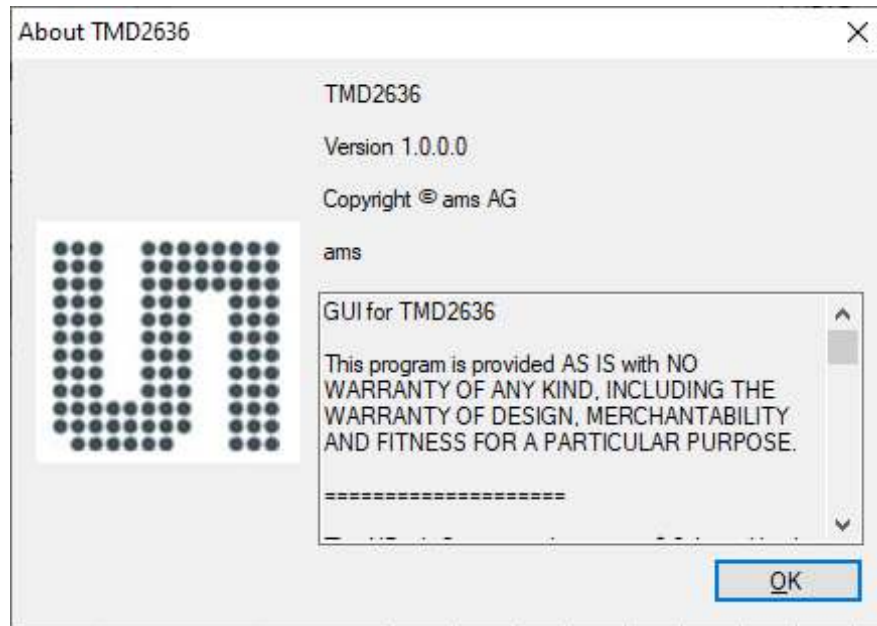 About TMD2636
TMD2636
Version 1.0.0.0
Copyright © ams AG
ams
GUI for TMD2636
This program is provided AS IS with NO
WARRANTY OF ANY KIND, INCLUDING THE
WARRANTY OF DESIGN, MERCHANTABILITY
AND FITNESS FOR A PARTICULAR PURPOSE.
====================
OK